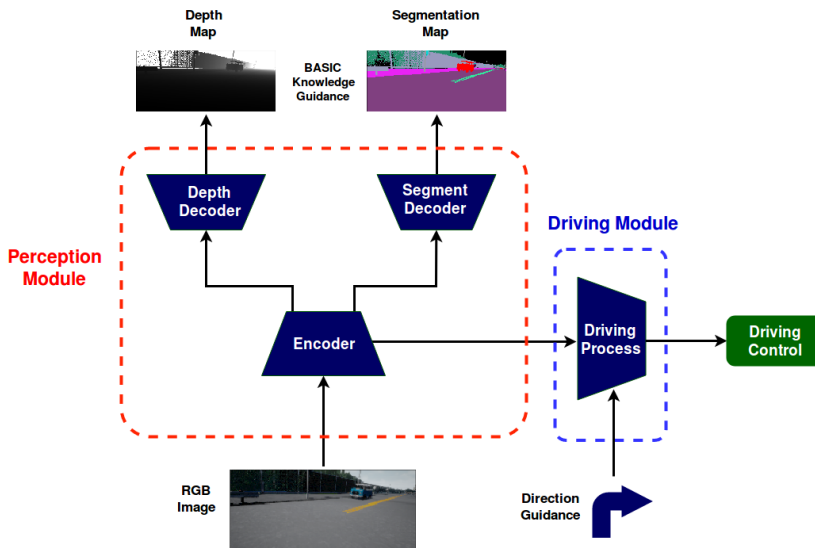 Depth
Map
Segmentation
Map
BASIC
Knowledge
Guidance
Depth
Decoder
Segment
Decoder
Perception
Module
Driving Module
Encoder
Driving
Process
Driving
Control
RGB
Image
Direction
Guidance